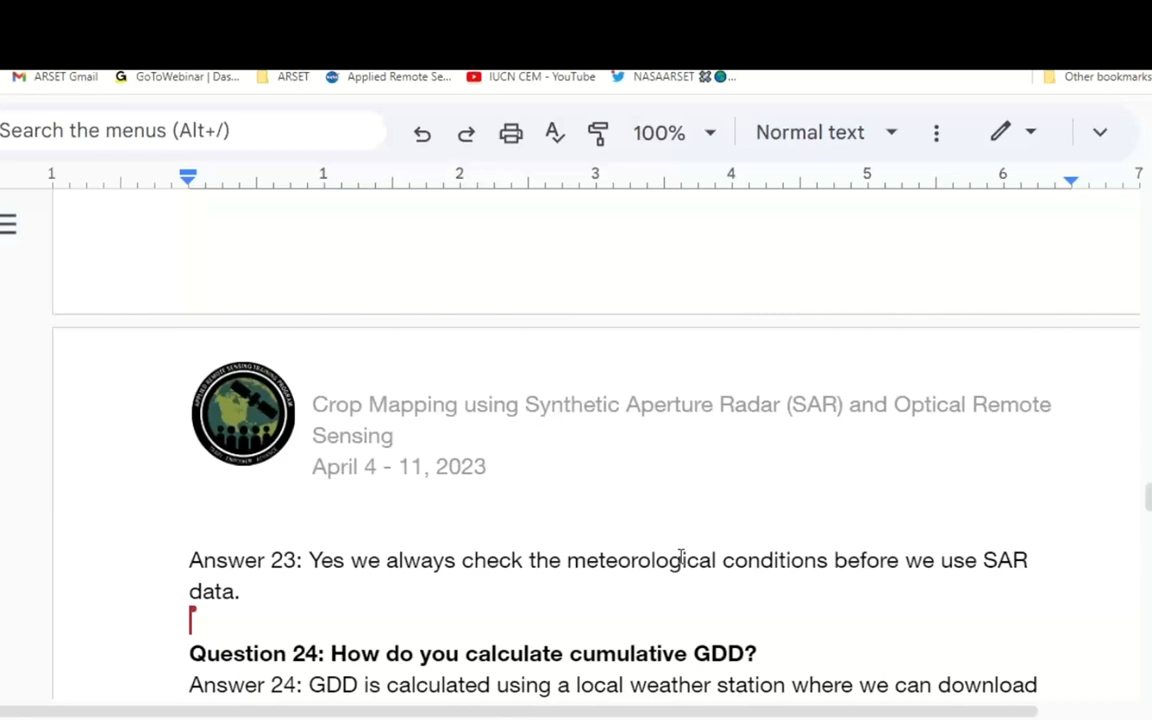 ARSET Gmail GoToWebinar | Das... ARSET Applied Remote Se... IUCN CEM - YouTube NASAARSET 🛰🌎... Other bookmarks
Search the menus (Alt+/) 100% Normal text
1 1 2 3 4 5 6 7
Crop Mapping using Synthetic Aperture Radar (SAR) and Optical Remote
Sensing
April 4 - 11, 2023
Answer 23: Yes we always check the meteorological conditions before we use SAR
data.
Question 24: How do you calculate cumulative GDD?
Answer 24: GDD is calculated using a local weather station where we can download